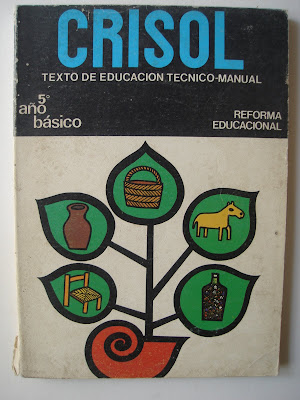 CRISOL
TEXTO DE EDUCACION TECNICO-MANUAL
5°
año
básico
REFORMA
EDUCACIONAL